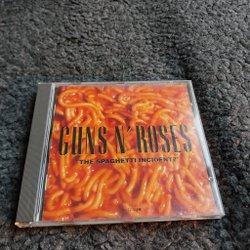 GUNS N' ROSES
"THE SPAGHETTI INCIDENT?"